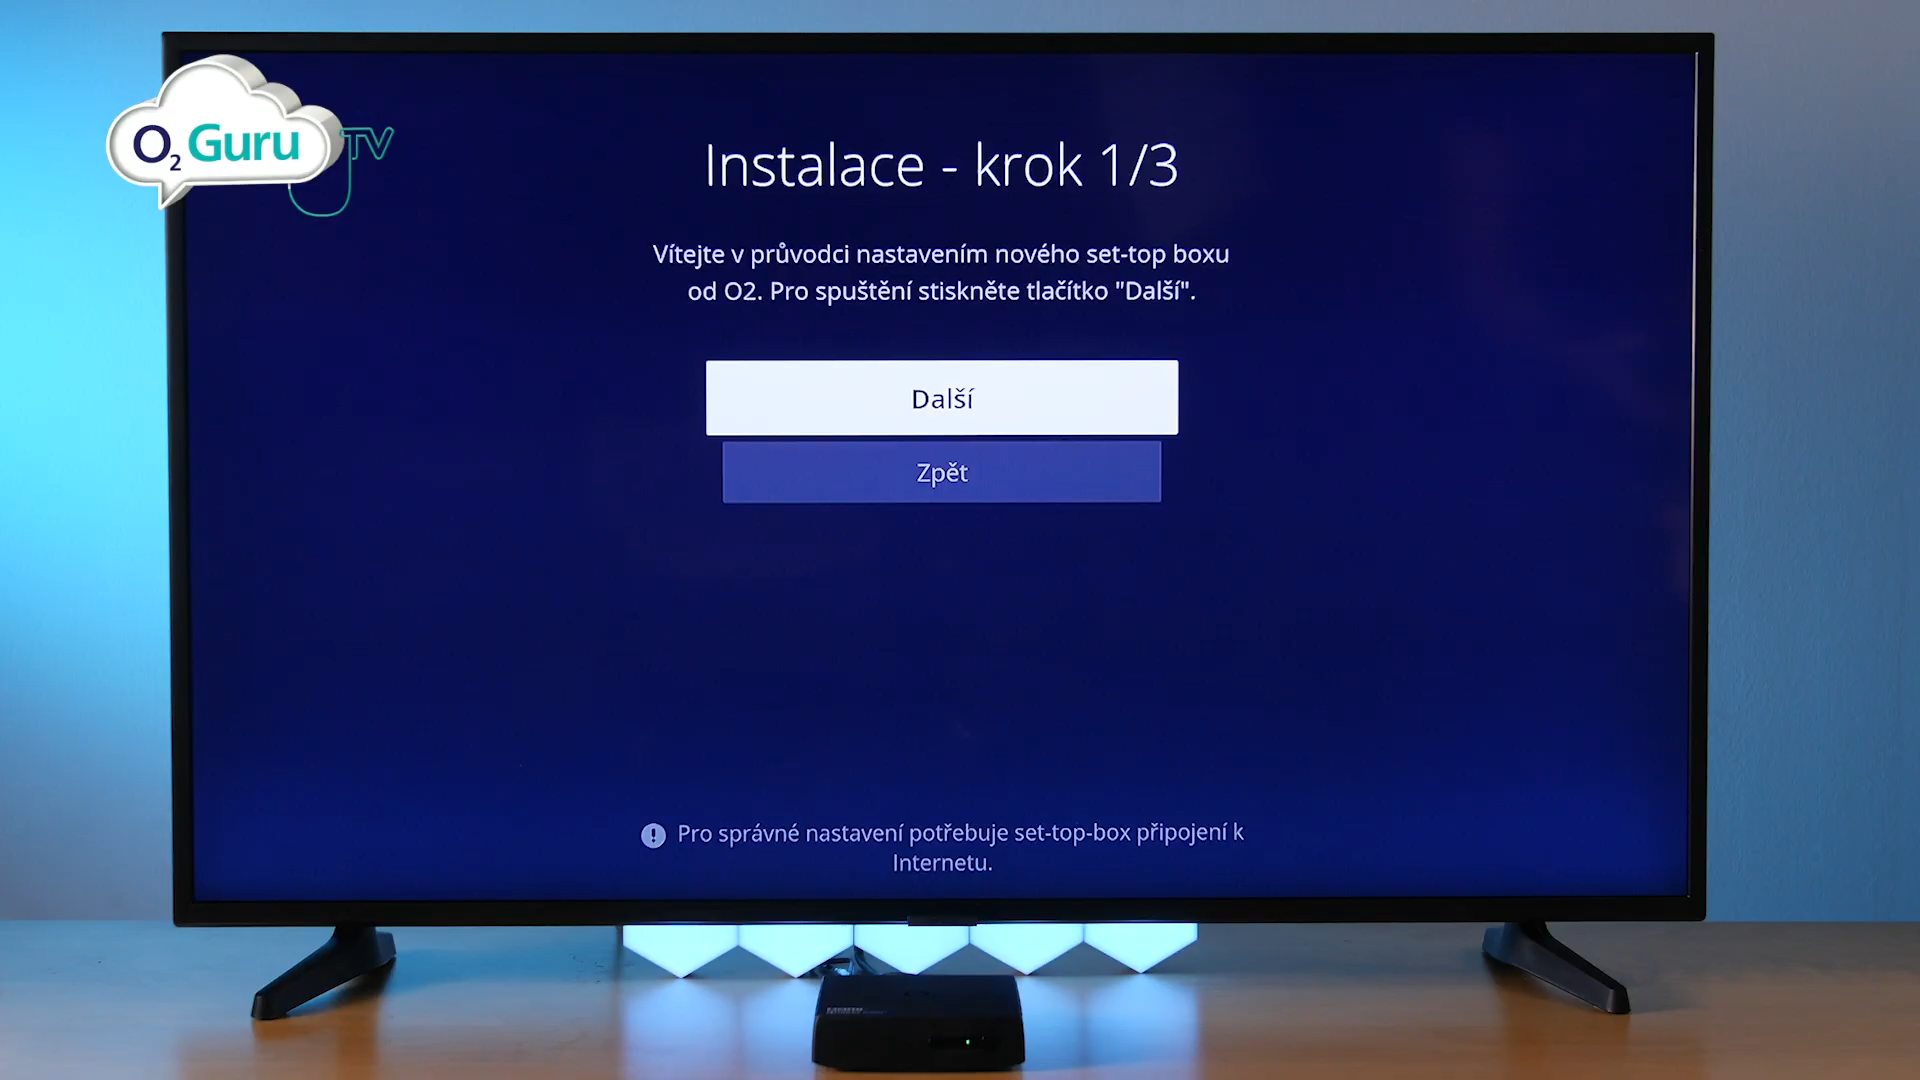 O2 Guru
TV
Instalace - krok 1/3
Vítejte v průvodci nastavením nového set-top boxu
od O2. Pro spuštění stiskněte tlačítko "Další".
Další
Zpět
Pro správné nastavení potřebuje set-top-box připojení k
Internetu.